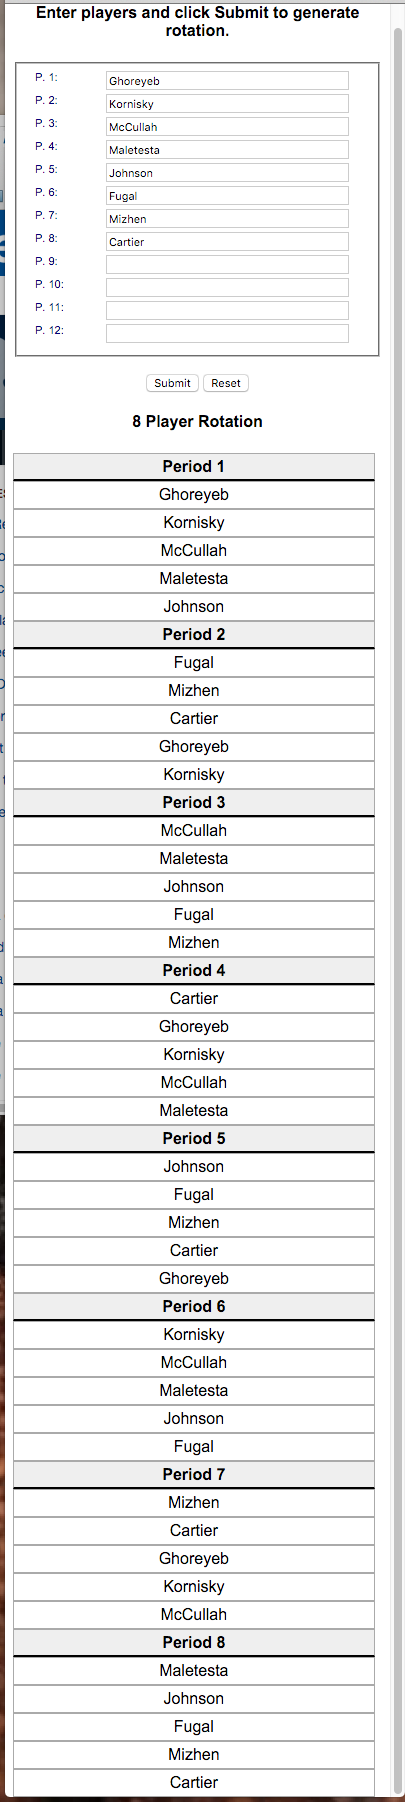 Enter players and click Submit to generate
rotation.
P. 1: Ghoreyeb
P. 2: Kornisky
P. 3: McCullah
P. 4: Maletesta
P. 5: Johnson
P. 6: Fugal
P. 7: Mizhen
P. 8: Cartier
P. 9:
P. 10:
P. 11:
P. 12:
Submit Reset
8 Player Rotation
Period 1
Ghoreyeb
Kornisky
McCullah
Maletesta
Johnson
Period 2
Fugal
Mizhen
Cartier
Ghoreyeb
Kornisky
Period 3
McCullah
Maletesta
Johnson
Fugal
Mizhen
Period 4
Cartier
Ghoreyeb
Kornisky
McCullah
Maletesta
Period 5
Johnson
Fugal
Mizhen
Cartier
Ghoreyeb
Period 6
Kornisky
McCullah
Maletesta
Johnson
Fugal
Period 7
Mizhen
Cartier
Ghoreyeb
Kornisky
McCullah
Period 8
Maletesta
Johnson
Fugal
Mizhen
Cartier